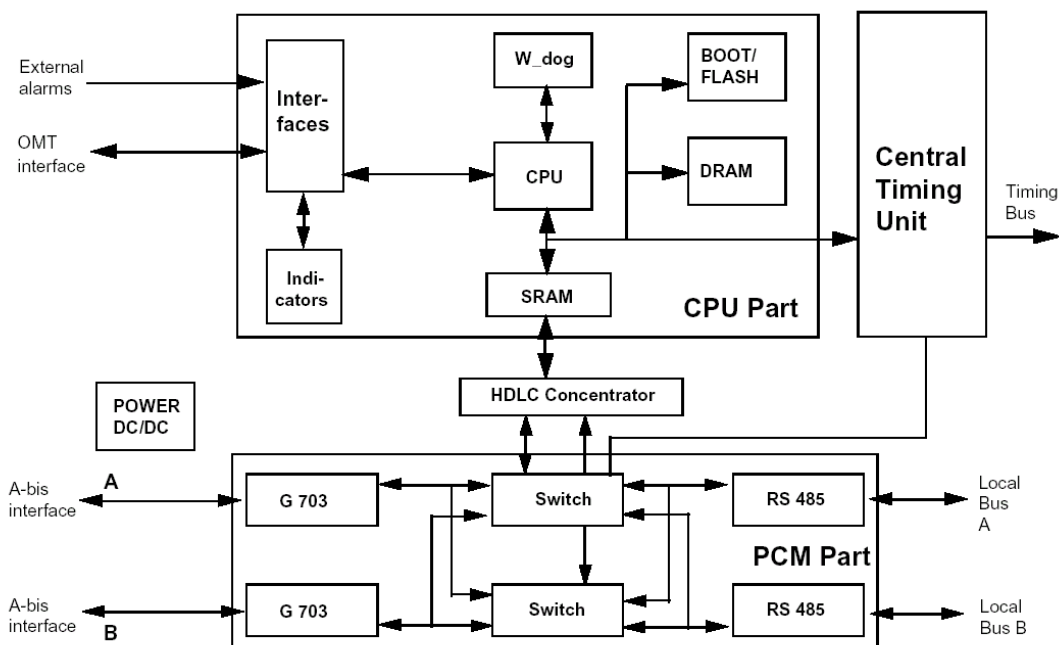 External
alarms
OMT
interface
Inter-
faces
Indi-
cators
W_dog
CPU
SRAM
BOOT/
FLASH
DRAM
CPU Part
Central
Timing
Unit
Timing
Bus
HDLC Concentrator
POWER
DC/DC
A-bis
interface
A
G 703
Switch
RS 485
Local
Bus
A
PCM Part
A-bis
interface
B
G 703
Switch
RS 485
Local
Bus B